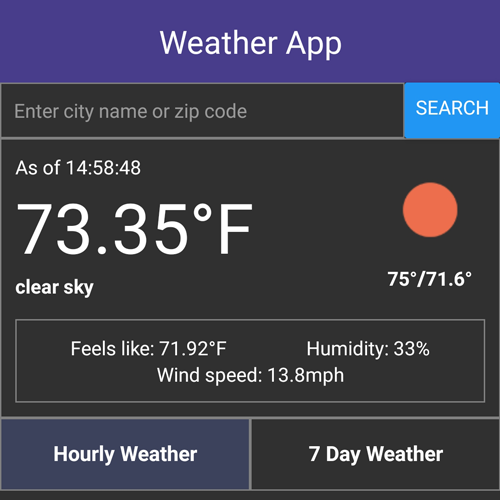 Weather App
Enter city name or zip code
SEARCH
As of 14:58:48
73.35°F
clear sky
75°/71.6°
Feels like: 71.92°F Humidity: 33%
Wind speed: 13.8mph
Hourly Weather
7 Day Weather